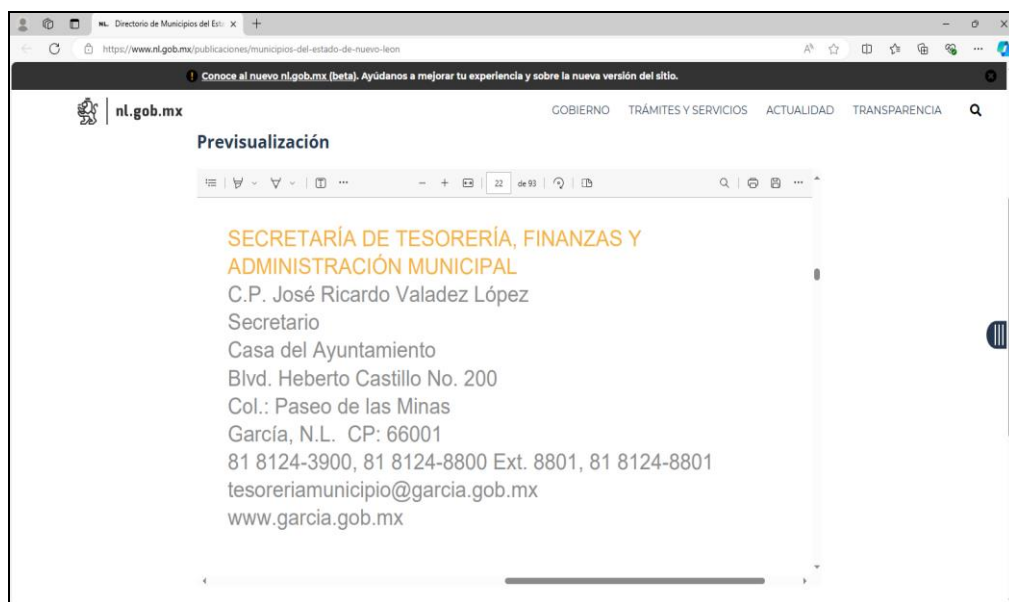 NL. Directorio de Municipios del Est
https://www.nl.gob.mx/publicaciones/municipios-del-estado-de-nuevo-leon
Conoce al nuevo nl.gob.mx (beta). Ayúdanos a mejorar tu experiencia y sobre la nueva versión del sitio.
nl.gob.mx GOBIERNO TRÁMITES Y SERVICIOS ACTUALIDAD TRANSPARENCIA
Previsualización
22 de 93
SECRETARÍA DE TESORERÍA, FINANZAS Y
ADMINISTRACIÓN MUNICIPAL
C.P. José Ricardo Valadez López
Secretario
Casa del Ayuntamiento
Blvd. Heberto Castillo No. 200
Col.: Paseo de las Minas
García, N.L. CP: 66001
81 8124-3900, 81 8124-8800 Ext. 8801, 81 8124-8801
tesoreriamunicipio@garcia.gob.mx
www.garcia.gob.mx